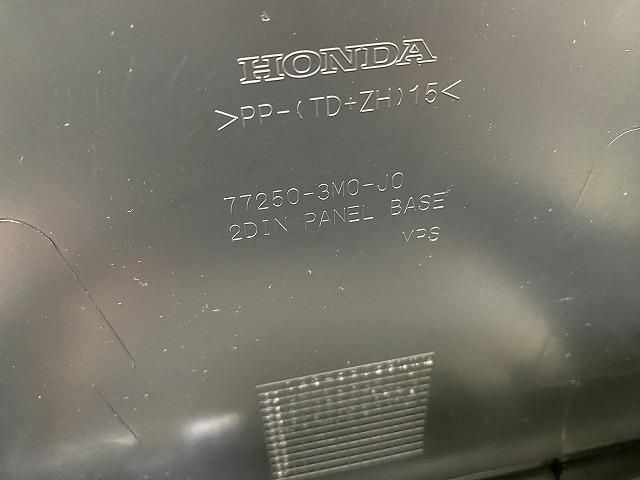 HONDA
>PP-(TD+ZH)15<
77250-3M0-J0
2DIN PANEL BASE
VPS